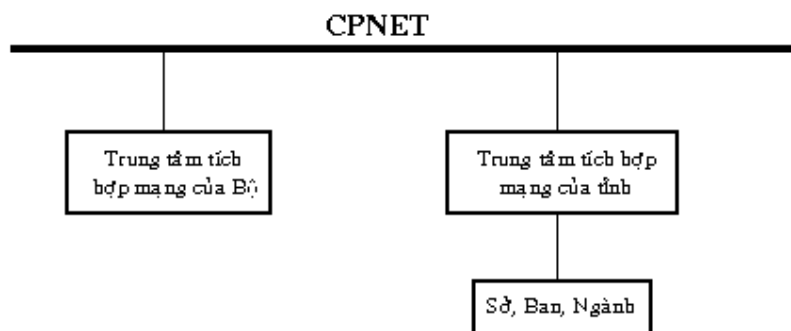 CPNET
Trung tâm tích
hợp mạng của Bộ
Trung tâm tích hợp
mạng của tỉnh
Sở, Ban, Ngành